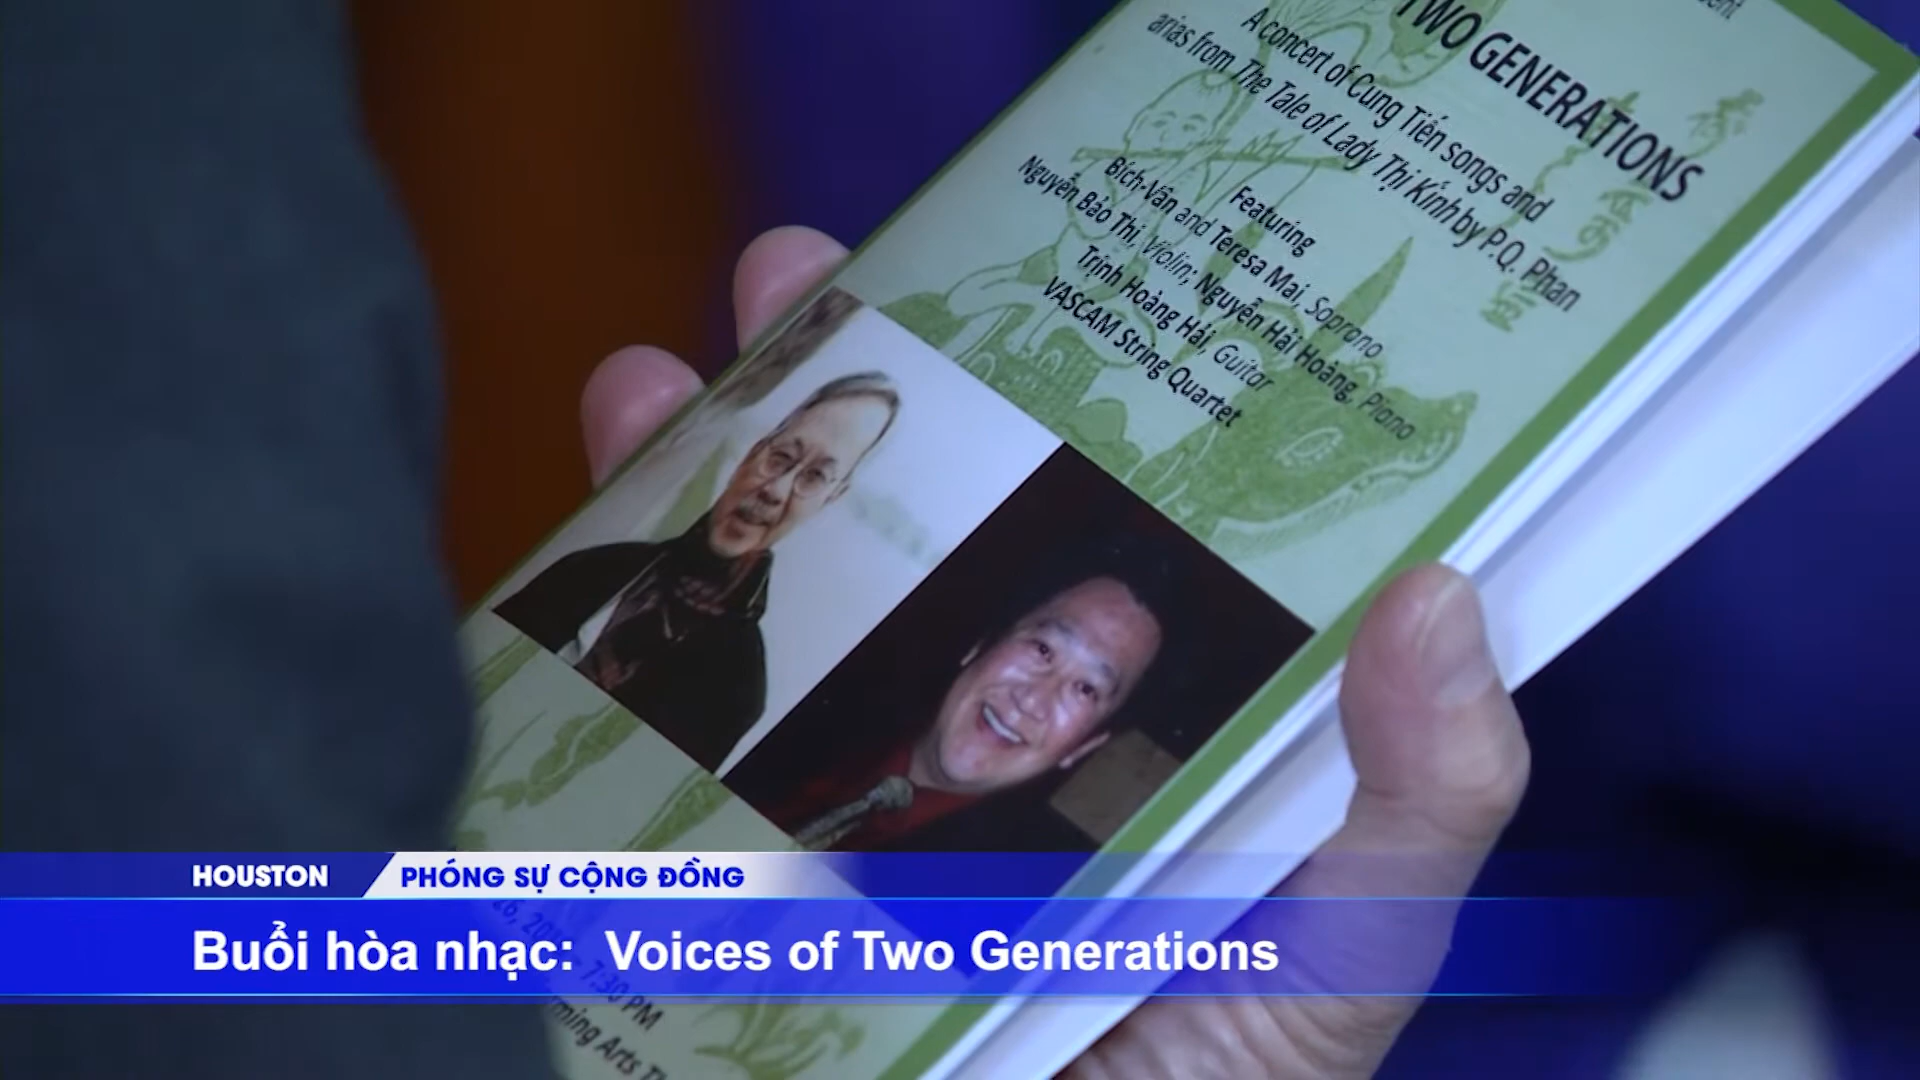 TWO GENERATIONS
A concert of Cung Tiến songs and
arias from The Tale of Lady Thị Kính by P.Q. Phan
Featuring
Bích-Vân and Teresa Mai, Soprono
Nguyễn Bảo Thi, Violin; Nguyễn Hải Hoàng, Piano
Trịnh Hoàng Hải, Guitar
VASCAM String Quartet
7:30 PM
HOUSTON
PHÓNG SỰ CỘNG ĐỒNG
Buổi hòa nhạc: Voices of Two Generations